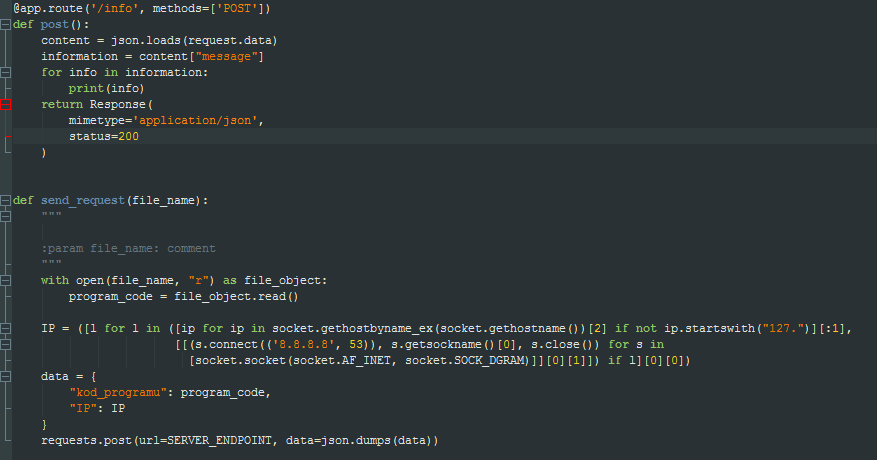 @app.route('/info', methods=['POST'])
def post():
    content = json.loads(request.data)
    information = content["message"]
    for info in information:
        print(info)
    return Response(
        mimetype='application/json',
        status=200
    )
def send_request(file_name):
    """
    :param file_name: comment
    """
    with open(file_name, "r") as file_object:
        program_code = file_object.read()
    IP = ([l for l in ([ip for ip in socket.gethostbyname_ex(socket.gethostname())[2] if not ip.startswith("127.")][:1],
                       [[(s.connect(('8.8.8.8', 53)), s.getsockname()[0], s.close()) for s in
                         [socket.socket(socket.AF_INET, socket.SOCK_DGRAM)]][0][1]]) if l][0][0])
    data = {
        "kod_programu": program_code,
        "IP": IP
    }
    requests.post(url=SERVER_ENDPOINT, data=json.dumps(data))